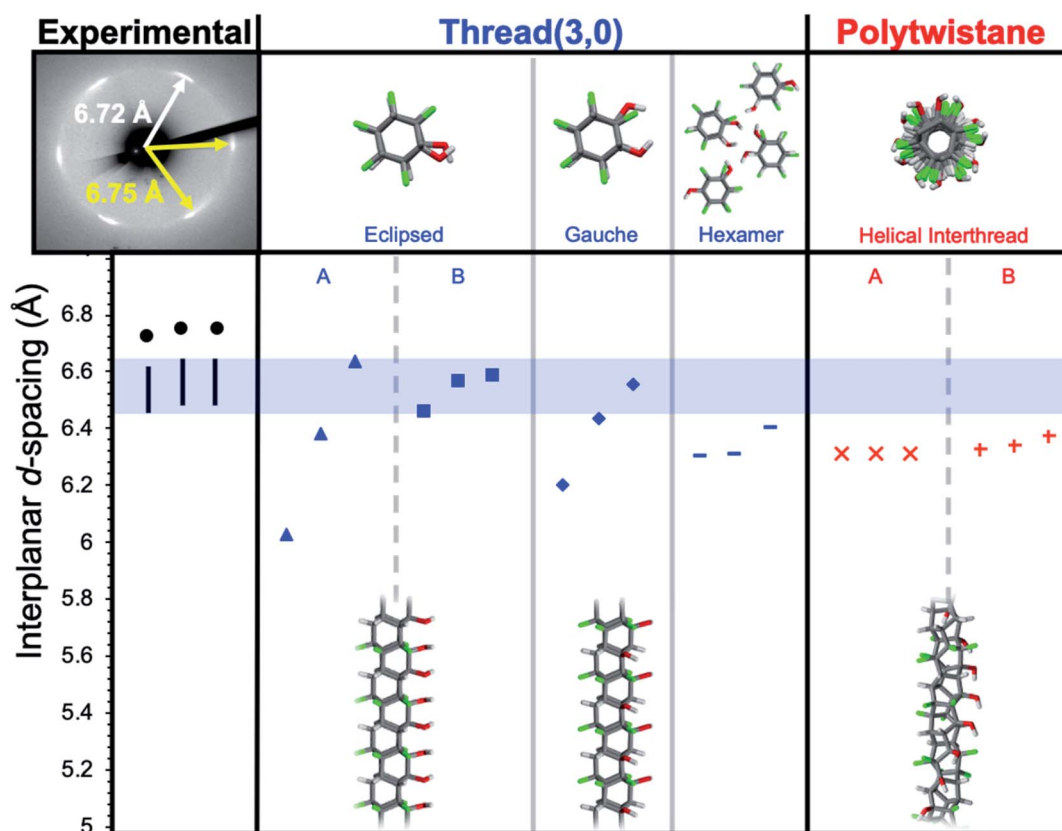 Experimental
Thread(3,0)
Polytwistane
6.72 Å
6.75 Å
Eclipsed
Gauche
Hexamer
Helical Interthread
A
B
A
B
Interplanar d-spacing (Å)
6.8
6.6
6.4
6.2
6
5.8
5.6
5.4
5.2
5